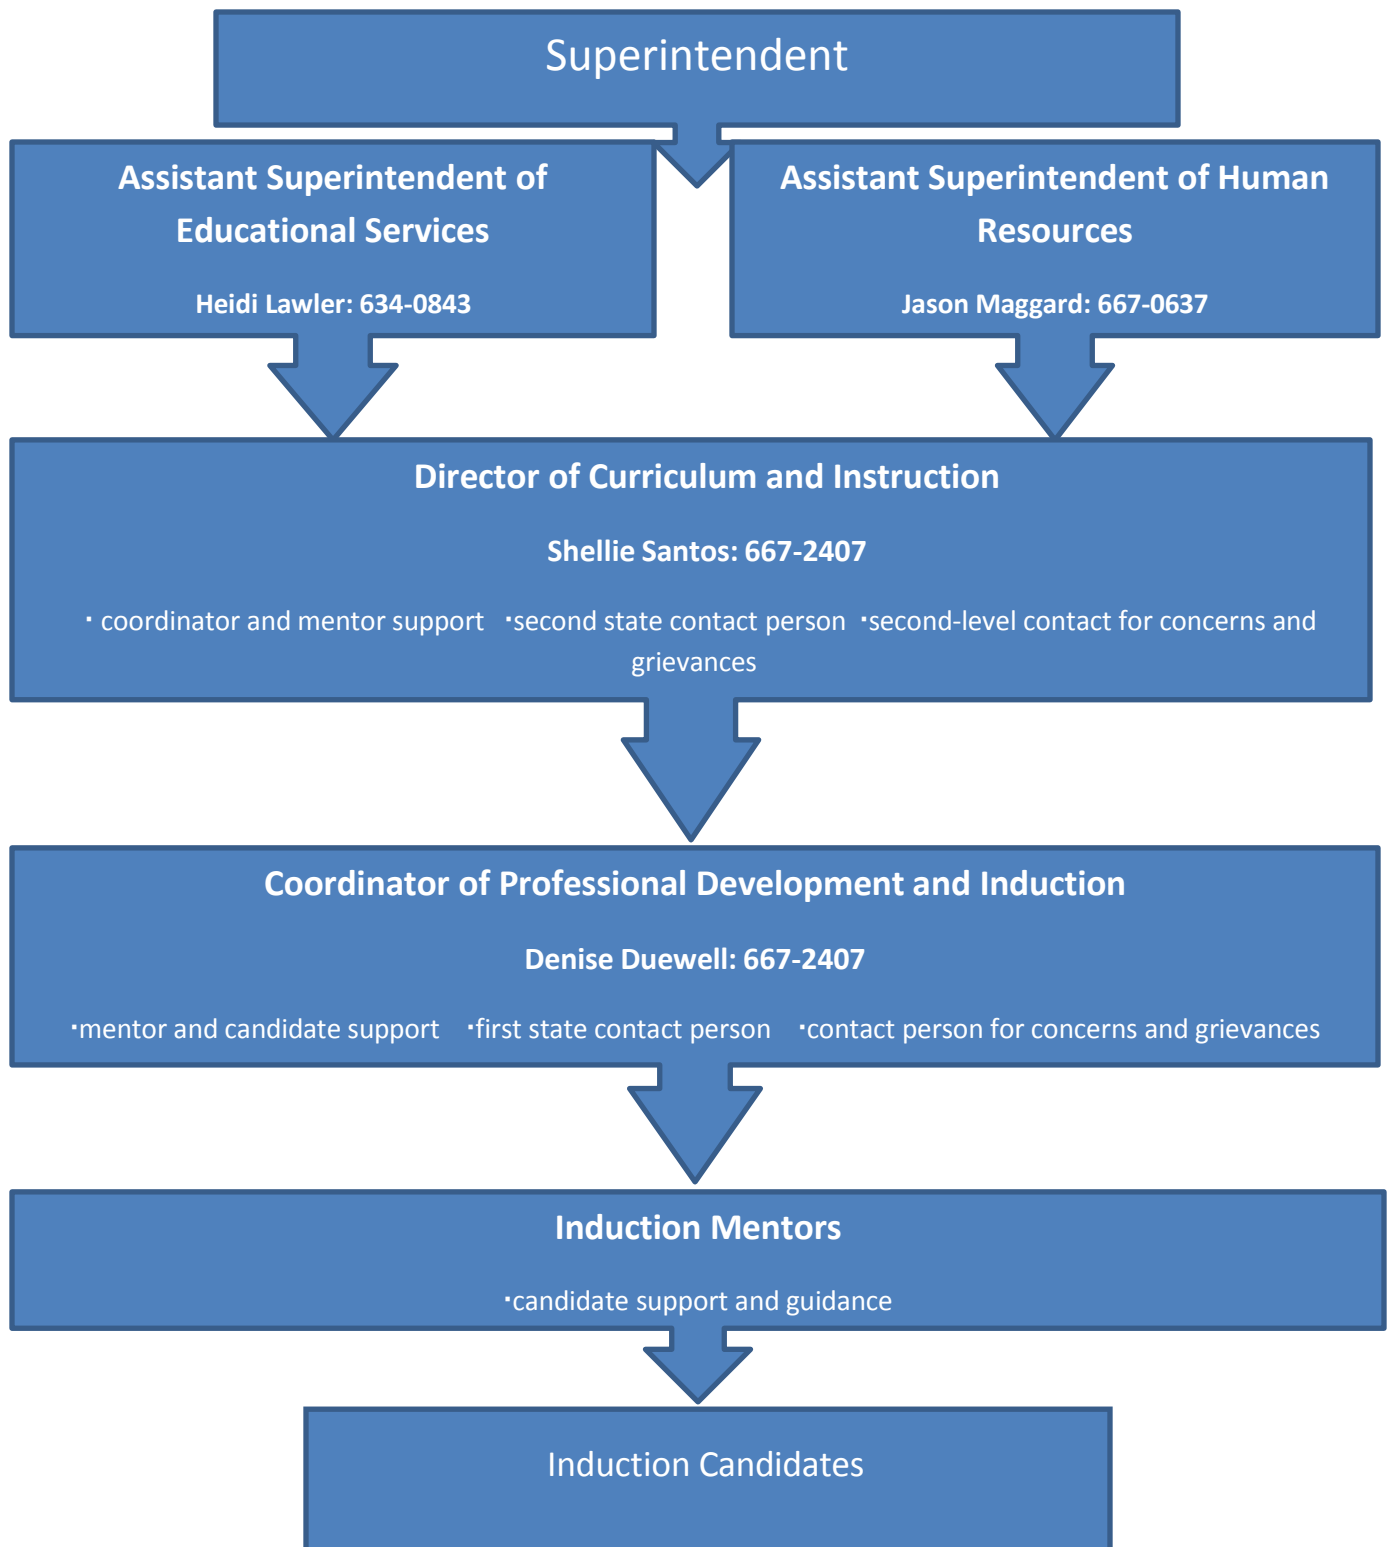 Superintendent
Assistant Superintendent of
Educational Services
Heidi Lawler: 634-0843
Assistant Superintendent of Human
Resources
Jason Maggard: 667-0637
Director of Curriculum and Instruction
Shellie Santos: 667-2407
· coordinator and mentor support ·second state contact person ·second-level contact for concerns and
grievances
Coordinator of Professional Development and Induction
Denise Duewell: 667-2407
·mentor and candidate support ·first state contact person ·contact person for concerns and grievances
Induction Mentors
·candidate support and guidance
Induction Candidates